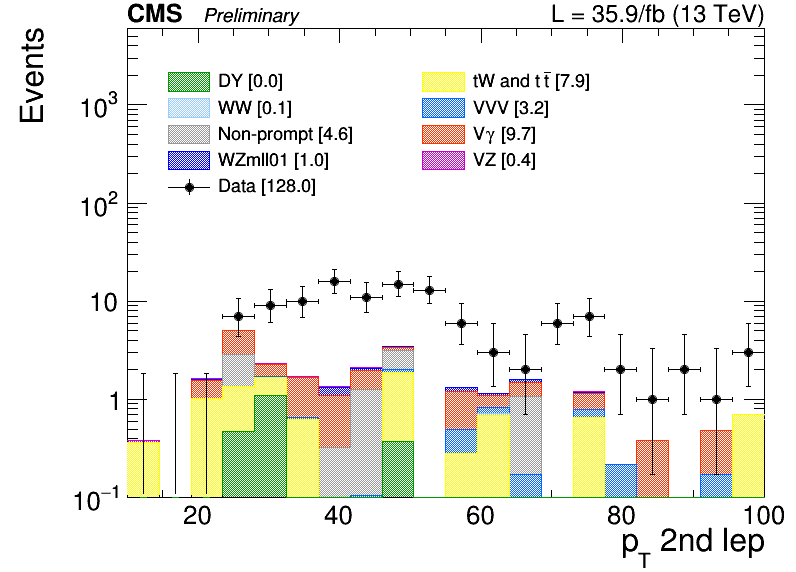 CMS Preliminary L = 35.9/fb (13 TeV)
Events
DY [0.0]
WW [0.1]
Non-prompt [4.6]
WZmll01 [1.0]
Data [128.0]
tW and tt̅ [7.9]
VVV [3.2]
Vγ [9.7]
VZ [0.4]
10³
10²
10
1
10⁻¹
20 40 60 80 100
p_T 2nd lep